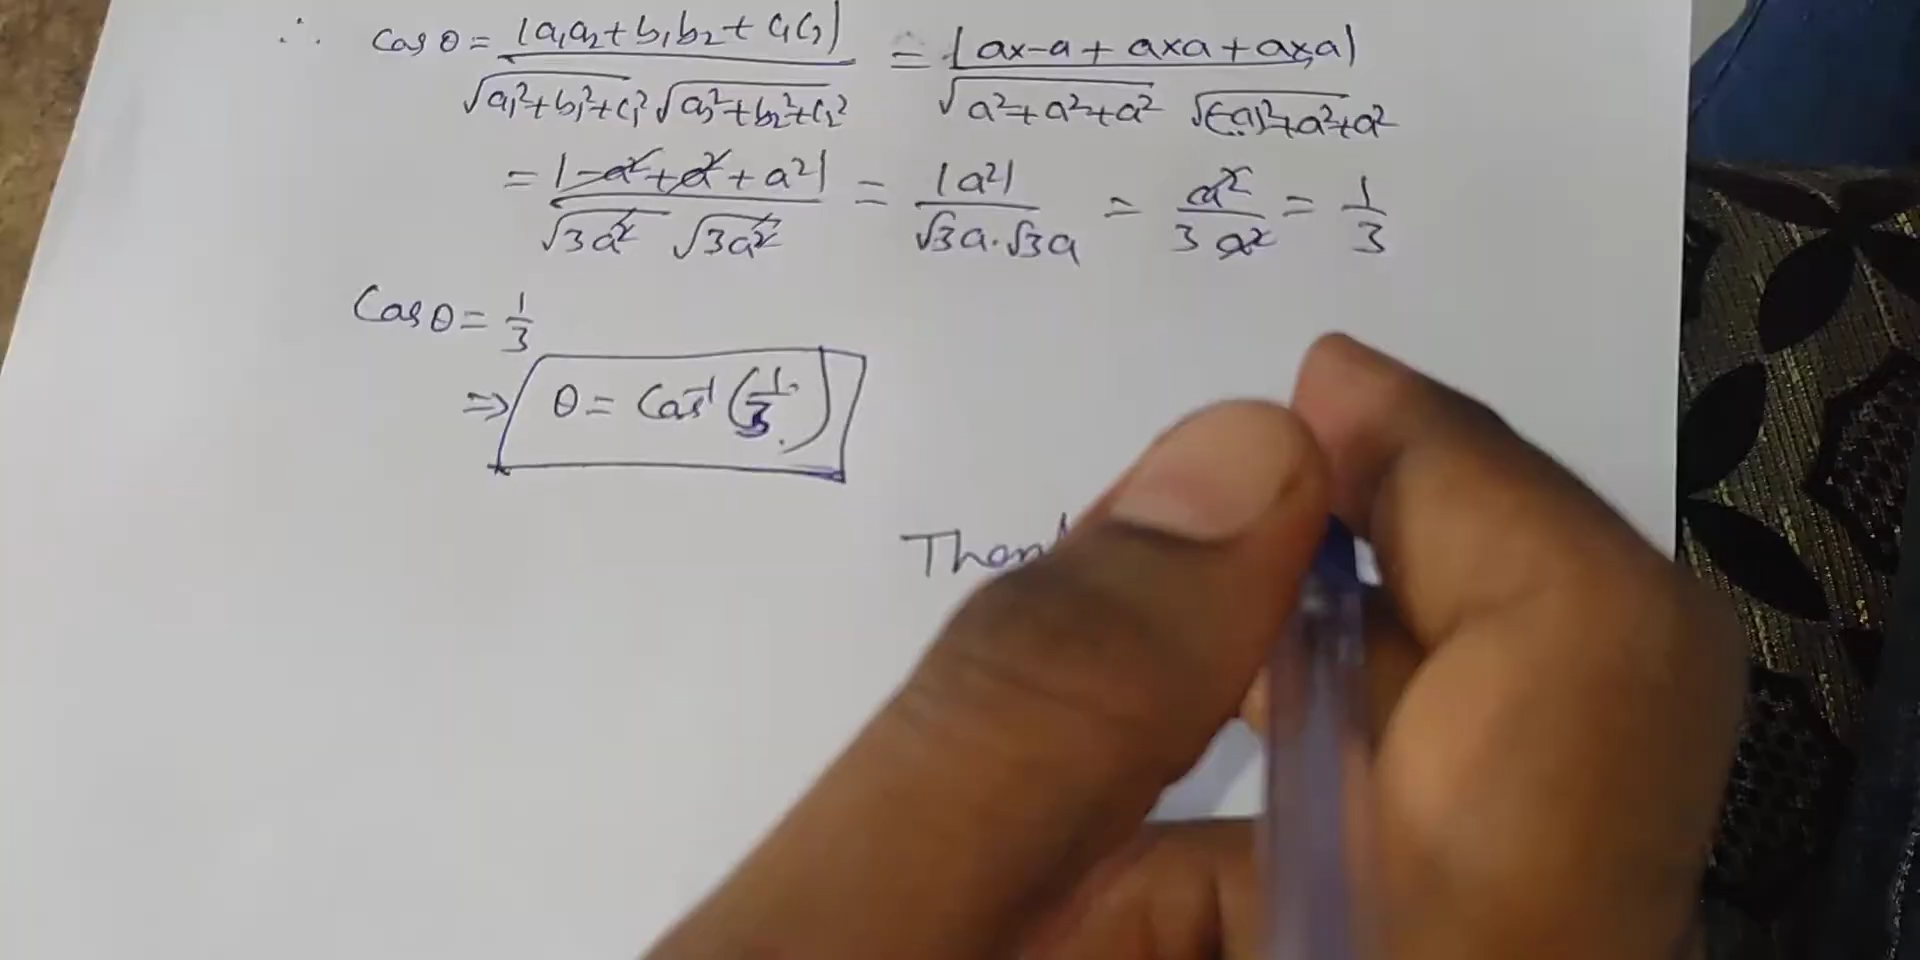 ∴ Cos θ = |a₁a₂ + b₁b₂ + c₁c₂| / √a₁²+b₁²+c₁² √a₂²+b₂²+c₂² = |a×-a + a×a + a×a| / √a²+a²+a² √(-a)²+a²+a²
= |-a² + a² + a²| / √3a² √3a² = |a²| / √3a·√3a = a² / 3a² = 1/3
Cos θ = 1/3
⇒ θ = Cos⁻¹ (1/3)